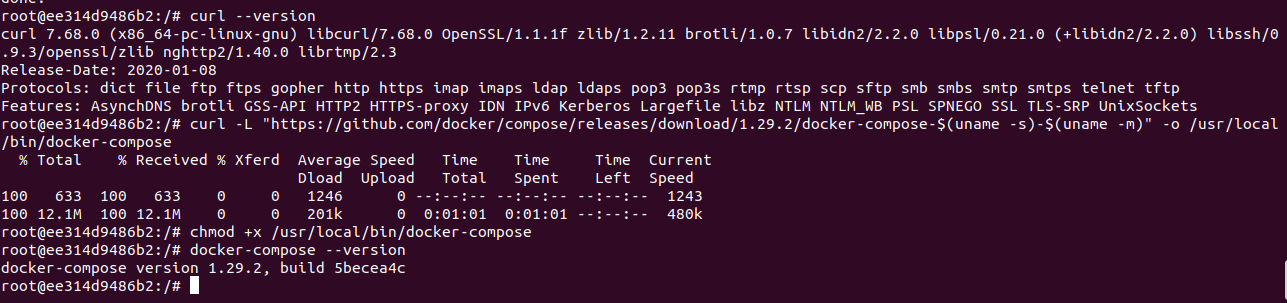 done.
root@ee314d9486b2:/# curl --version
curl 7.68.0 (x86_64-pc-linux-gnu) libcurl/7.68.0 OpenSSL/1.1.1f zlib/1.2.11 brotli/1.0.7 libidn2/2.2.0 libpsl/0.21.0 (+libidn2/2.2.0) libssh/0
.9.3/openssl/zlib nghttp2/1.40.0 librtmp/2.3
Release-Date: 2020-01-08
Protocols: dict file ftp ftps gopher http https imap imaps ldap ldaps pop3 pop3s rtmp rtsp scp sftp smb smbs smtp smtps telnet tftp
Features: AsynchDNS brotli GSS-API HTTP2 HTTPS-proxy IDN IPv6 Kerberos Largefile libz NTLM NTLM_WB PSL SPNEGO SSL TLS-SRP UnixSockets
root@ee314d9486b2:/# curl -L "https://github.com/docker/compose/releases/download/1.29.2/docker-compose-$(uname -s)-$(uname -m)" -o /usr/local
/bin/docker-compose
  % Total    % Received % Xferd  Average Speed   Time    Time     Time  Current
                                 Dload  Upload   Total   Spent    Left  Speed
100   633  100   633    0     0   1246      0 --:--:-- --:--:-- --:--:--  1243
100 12.1M  100 12.1M    0     0   201k      0  0:01:01  0:01:01 --:--:--  480k
root@ee314d9486b2:/# chmod +x /usr/local/bin/docker-compose
root@ee314d9486b2:/# docker-compose --version
docker-compose version 1.29.2, build 5becea4c
root@ee314d9486b2:/#